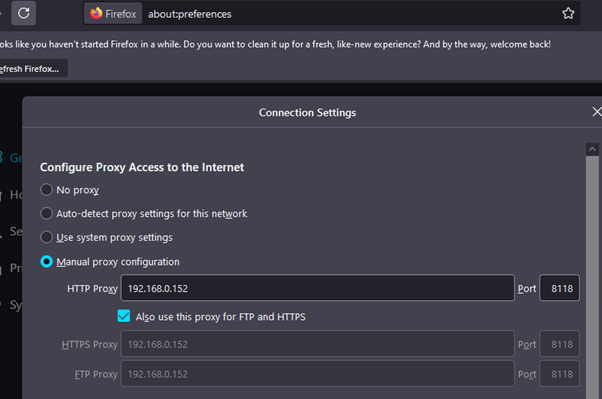 Firefox about:preferences
oks like you haven't started Firefox in a while. Do you want to clean it up for a fresh, like-new experience? And by the way, welcome back!
efresh Firefox...
Connection Settings
Ge
Configure Proxy Access to the Internet
No proxy
Ho
Auto-detect proxy settings for this network
Se
Use system proxy settings
Pri
Manual proxy configuration
HTTP Proxy 192.168.0.152 Port 8118
Sy
Also use this proxy for FTP and HTTPS
HTTPS Proxy 192.168.0.152 Port 8118
FTP Proxy 192.168.0.152 Port 8118